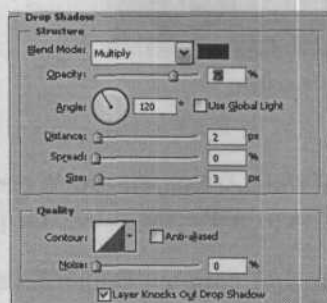 Drop Shadow
Structure
Blend Mode: Multiply
Opacity: %
Angle: 120 ° Use Global Light
Distance: 2 px
Spread: 0 %
Size: 3 px
Quality
Contour: Anti-aliased
Noise: 0 %
Layer Knocks Out Drop Shadow